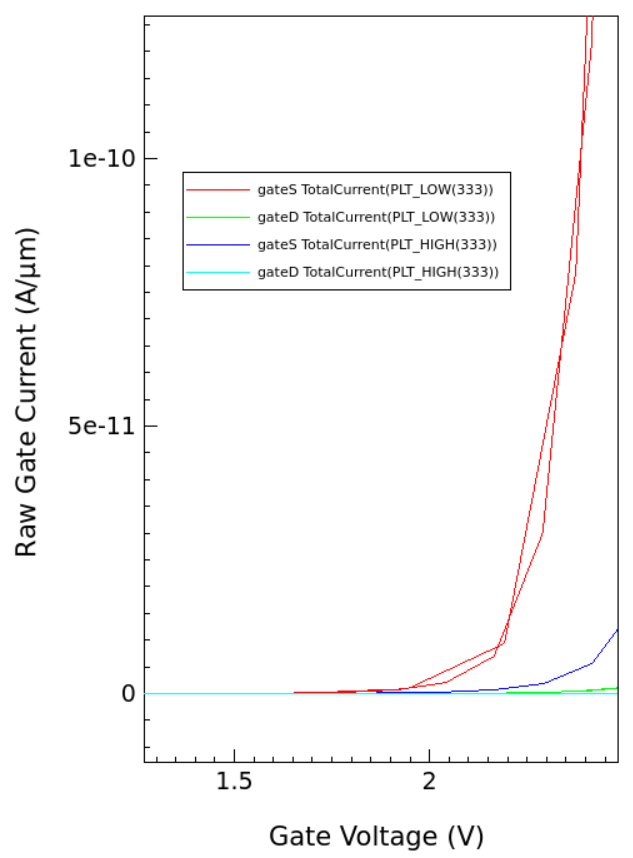 Raw Gate Current (A/μm)
1e-10
5e-11
0
gateS TotalCurrent(PLT_LOW(333))
gateD TotalCurrent(PLT_LOW(333))
gateS TotalCurrent(PLT_HIGH(333))
gateD TotalCurrent(PLT_HIGH(333))
1.5 2
Gate Voltage (V)